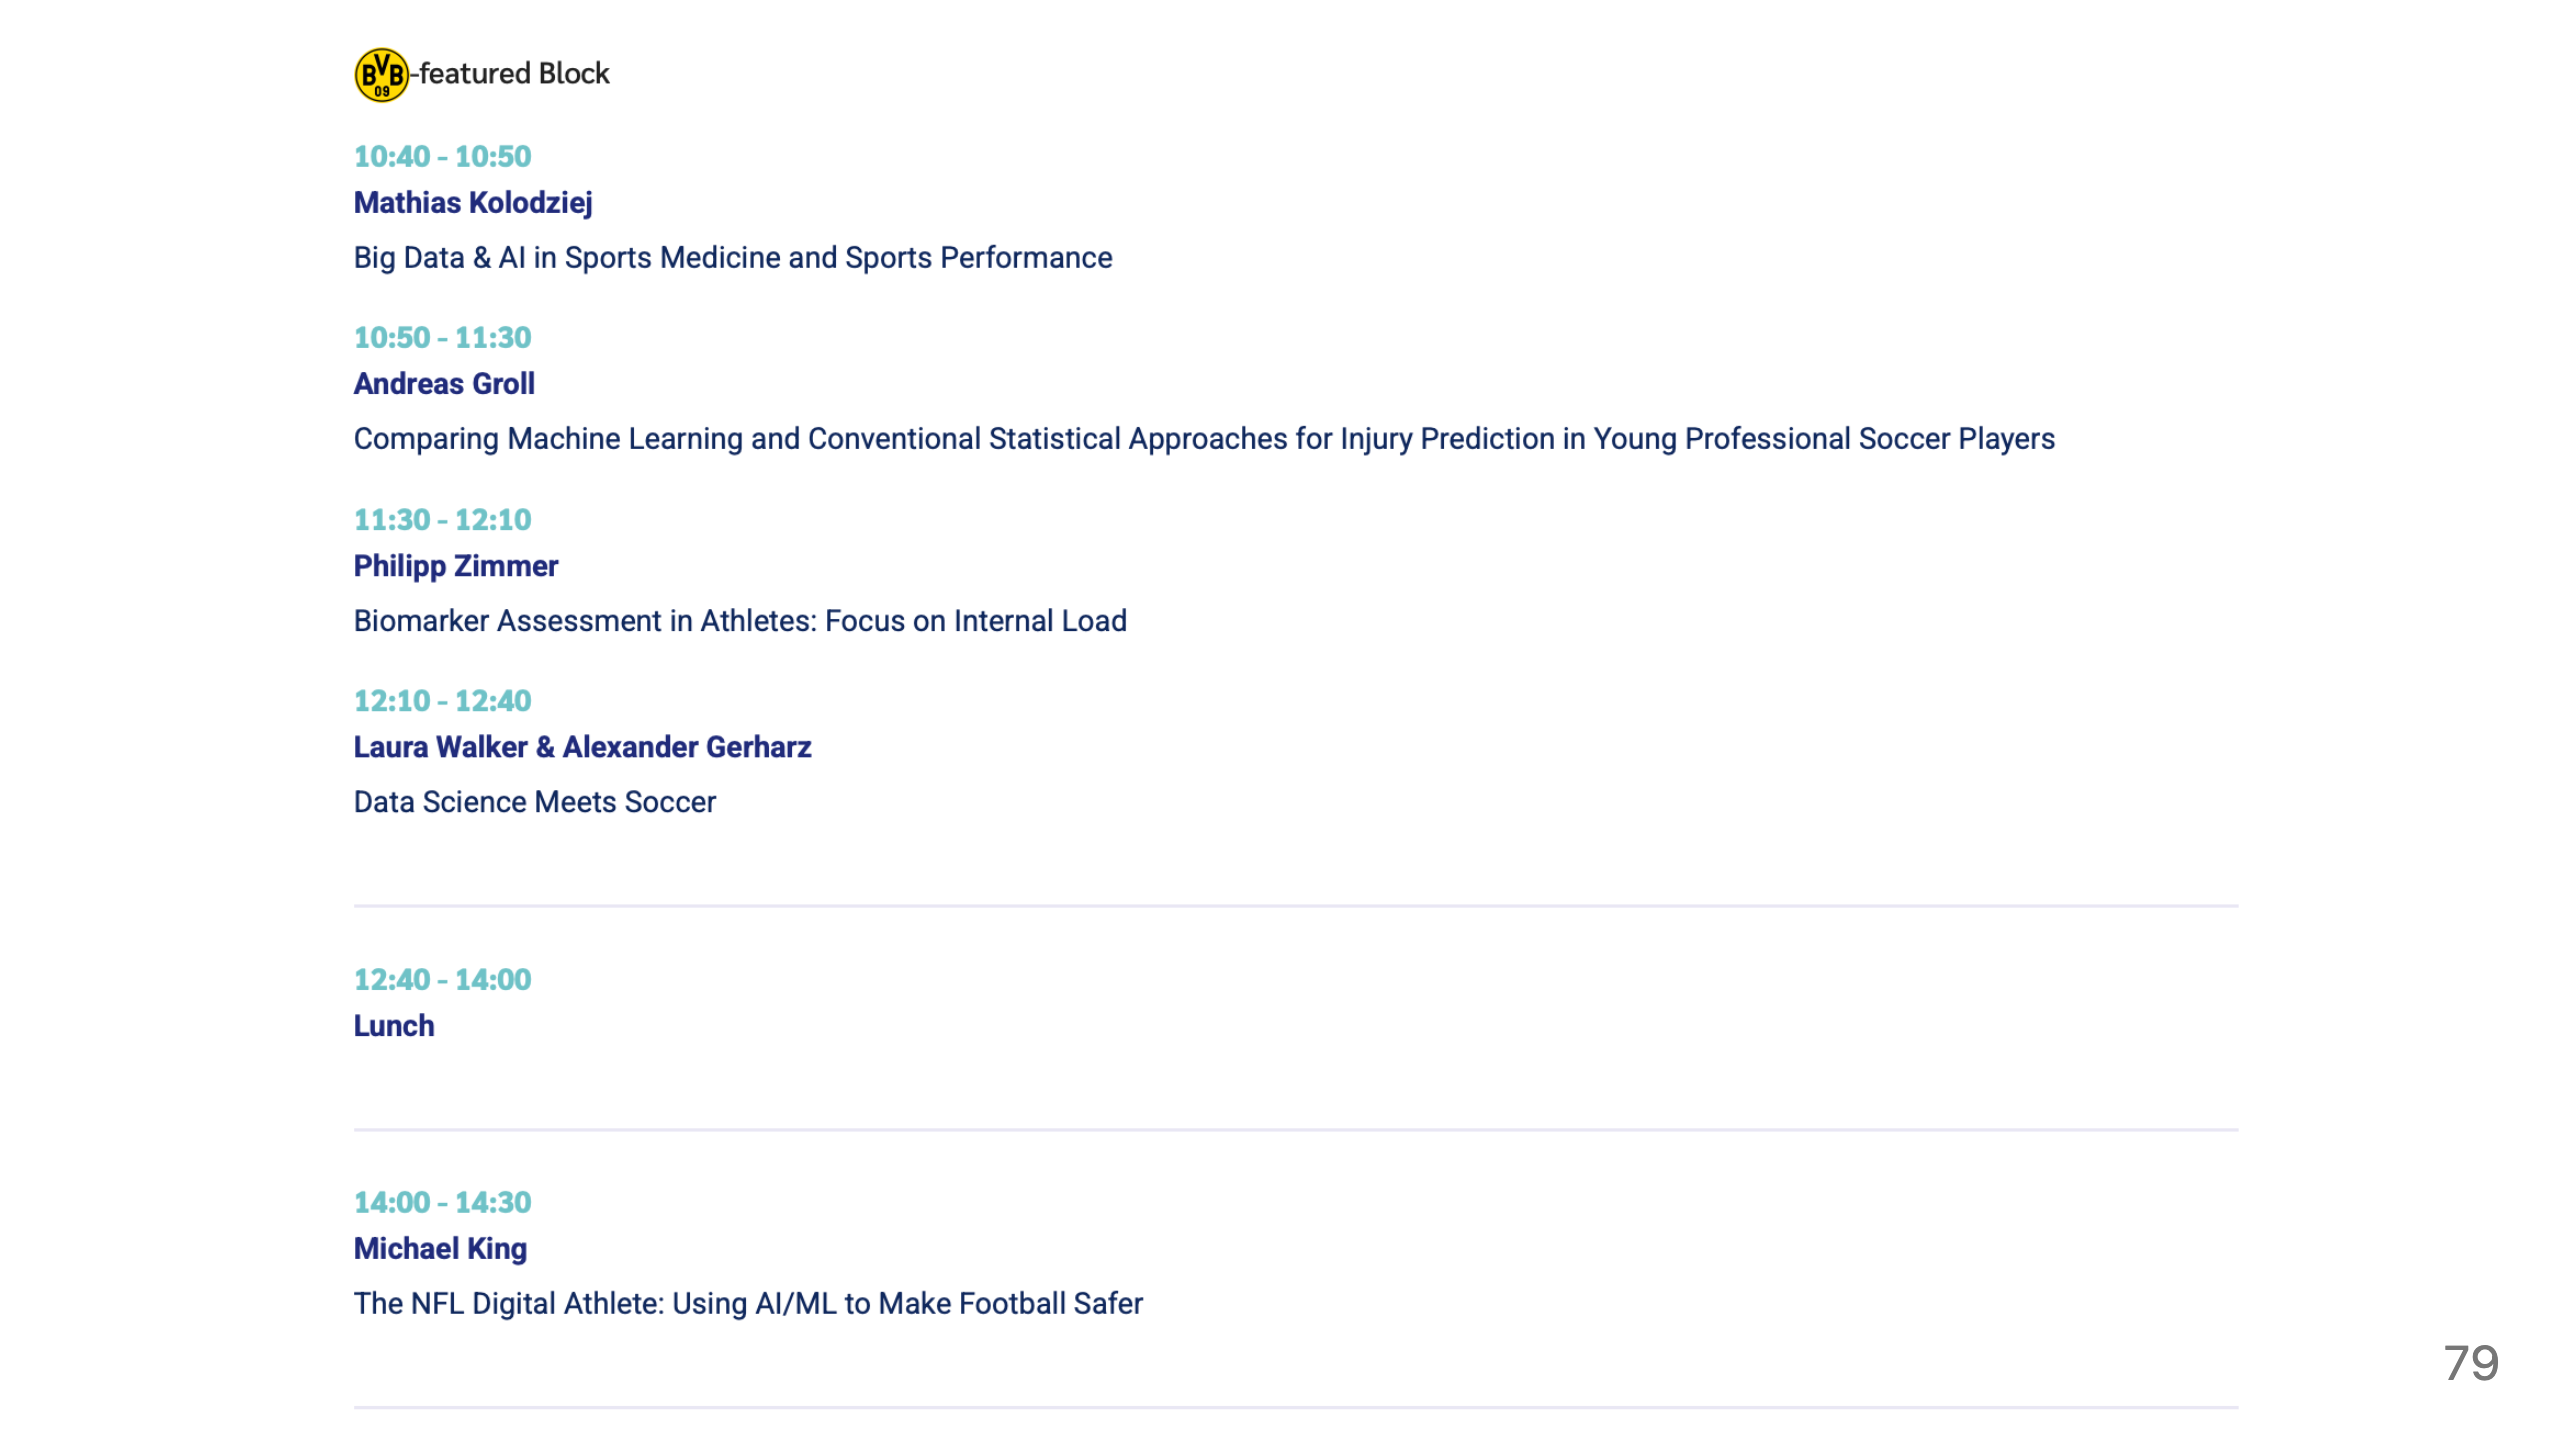 BVB 09 -featured Block
10:40 - 10:50
Mathias Kolodziej
Big Data & AI in Sports Medicine and Sports Performance
10:50 - 11:30
Andreas Groll
Comparing Machine Learning and Conventional Statistical Approaches for Injury Prediction in Young Professional Soccer Players
11:30 - 12:10
Philipp Zimmer
Biomarker Assessment in Athletes: Focus on Internal Load
12:10 - 12:40
Laura Walker & Alexander Gerharz
Data Science Meets Soccer
12:40 - 14:00
Lunch
14:00 - 14:30
Michael King
The NFL Digital Athlete: Using AI/ML to Make Football Safer
79